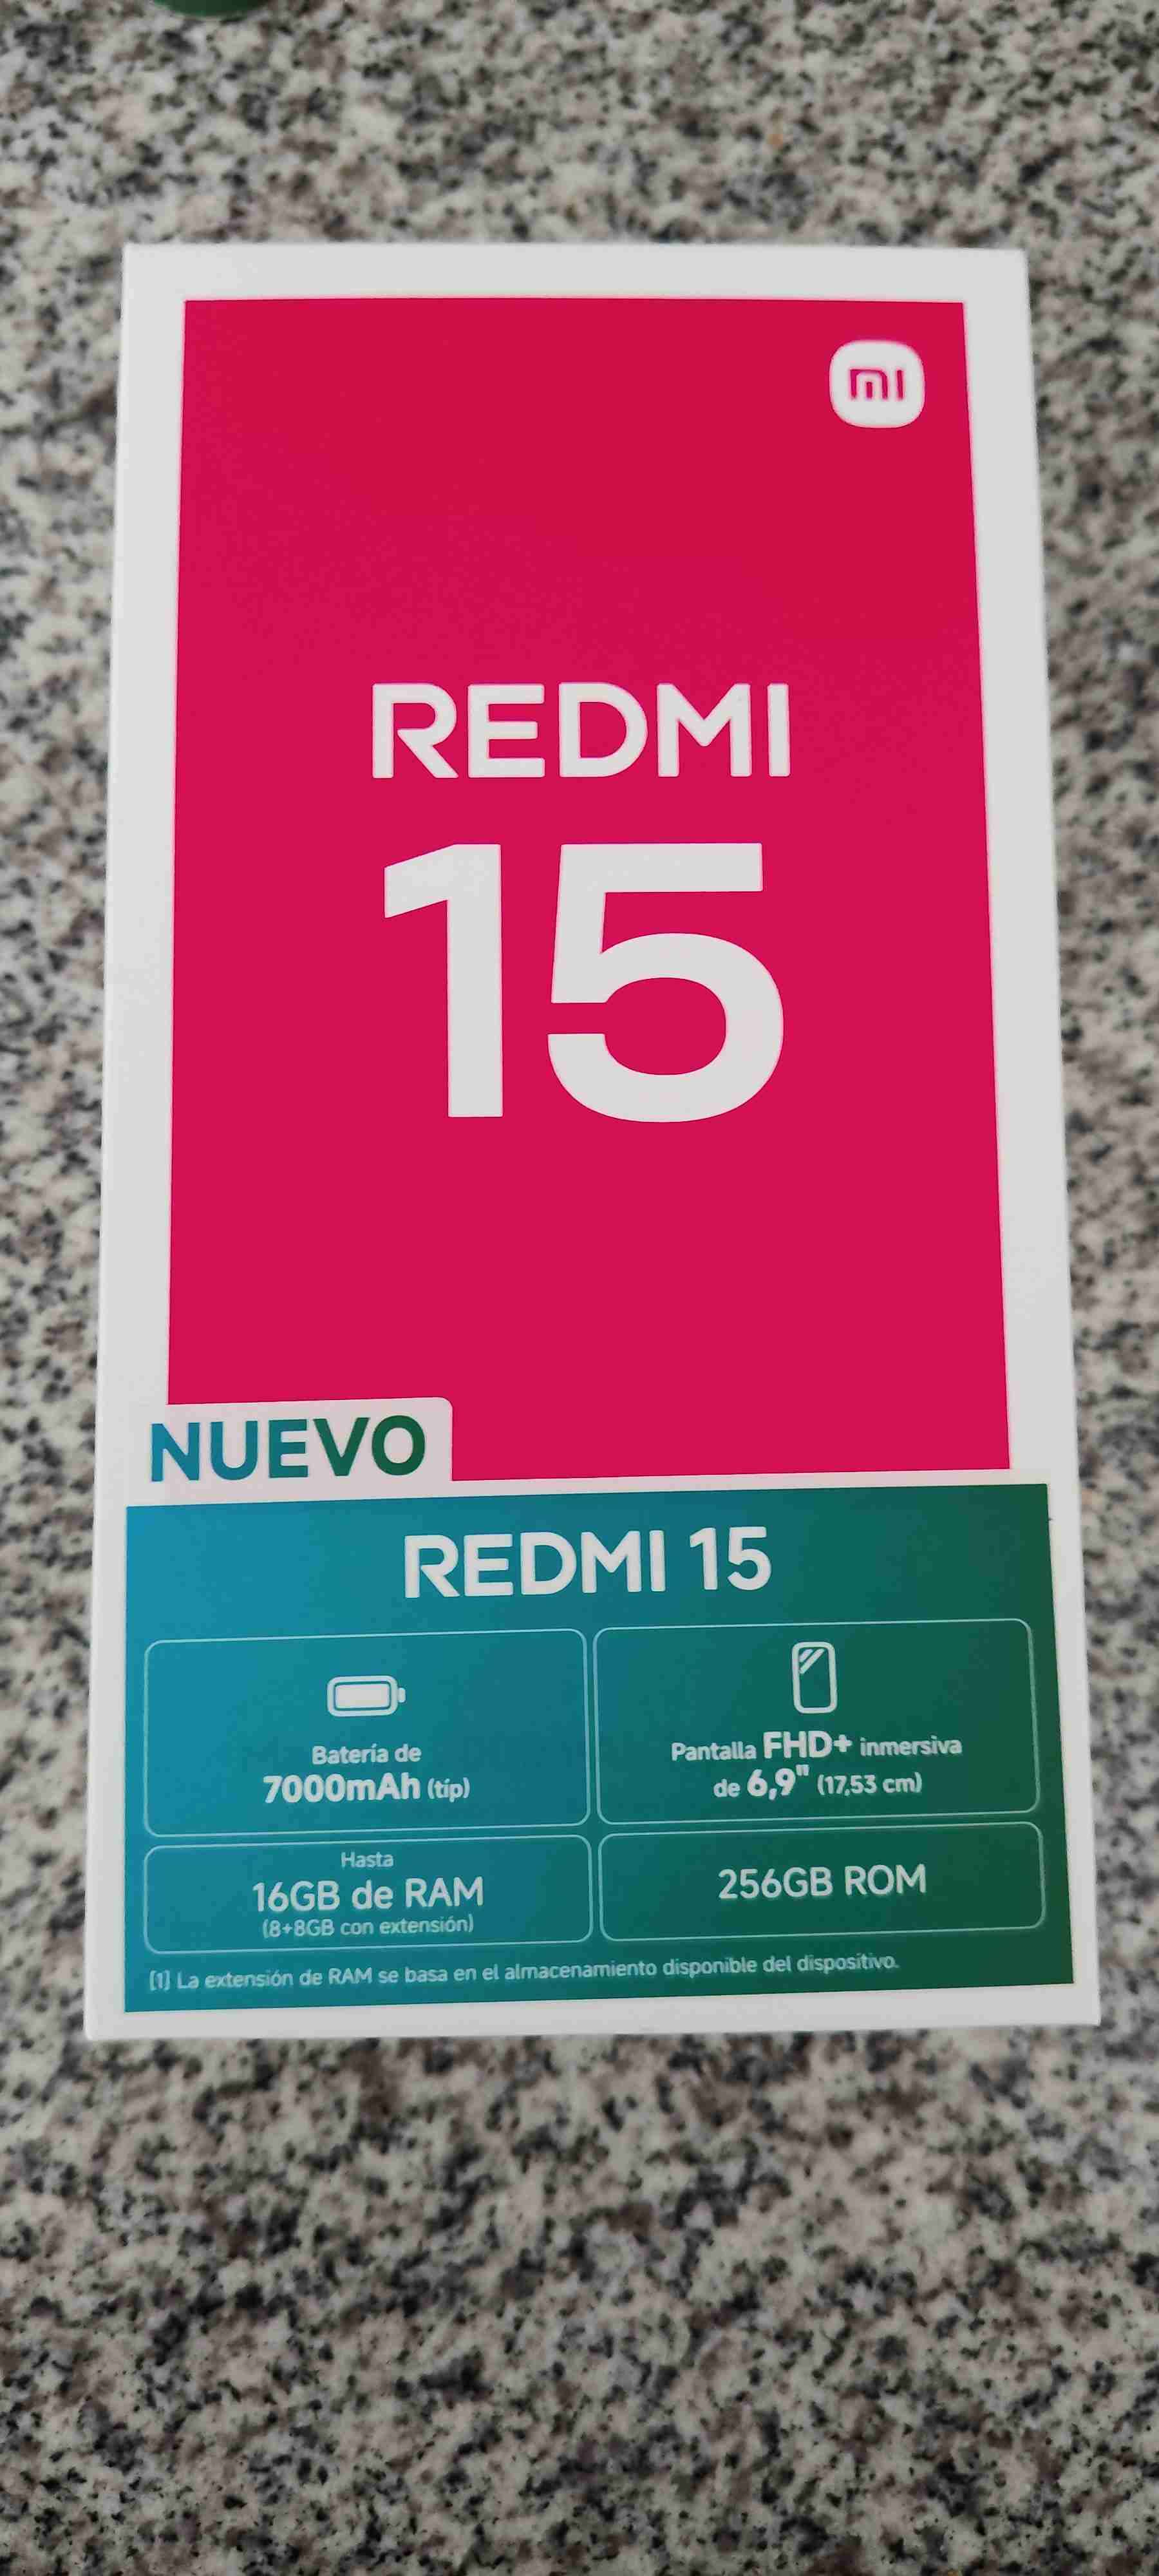 mi
REDMI
15
NUEVO
REDMI 15
Batería de
7000mAh (típ)
Pantalla FHD+ inmersiva
de 6,9" (17,53 cm)
Hasta
16GB de RAM
(8+8GB con extensión)
256GB ROM
[1] La extensión de RAM se basa en el almacenamiento disponible del dispositivo.